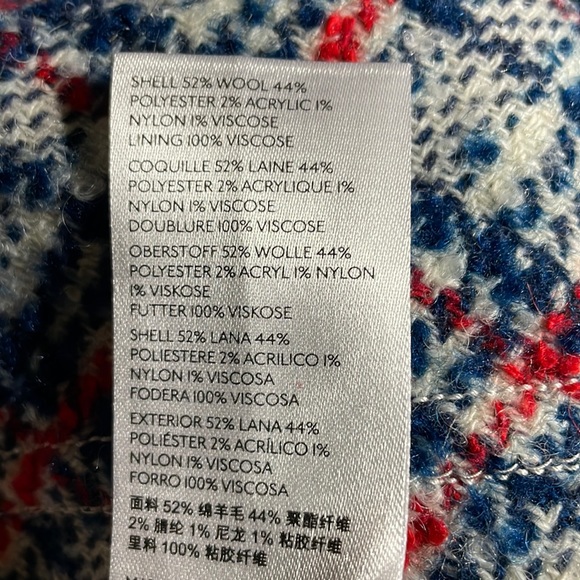 SHELL 52% WOOL 44%
POLYESTER 2% ACRYLIC 1%
NYLON 1% VISCOSE
LINING 100% VISCOSE
COQUILLE 52% LAINE 44%
POLYESTER 2% ACRYLIQUE 1%
NYLON 1% VISCOSE
DOUBLURE 100% VISCOSE
OBERSTOFF 52% WOLLE 44%
POLYESTER 2% ACRYL 1% NYLON
1% VISKOSE
FUTTER 100% VISKOSE
SHELL 52% LANA 44%
POLIESTERE 2% ACRILICO 1%
NYLON 1% VISCOSA
FODERA 100% VISCOSA
EXTERIOR 52% LANA 44%
POLIÉSTER 2% ACRÍLICO 1%
NYLON 1% VISCOSA
FORRO 100% VISCOSA
面料 52% 绵羊毛 44% 聚酯纤维
2% 腈纶 1% 尼龙 1% 粘胶纤维
里料 100% 粘胶纤维